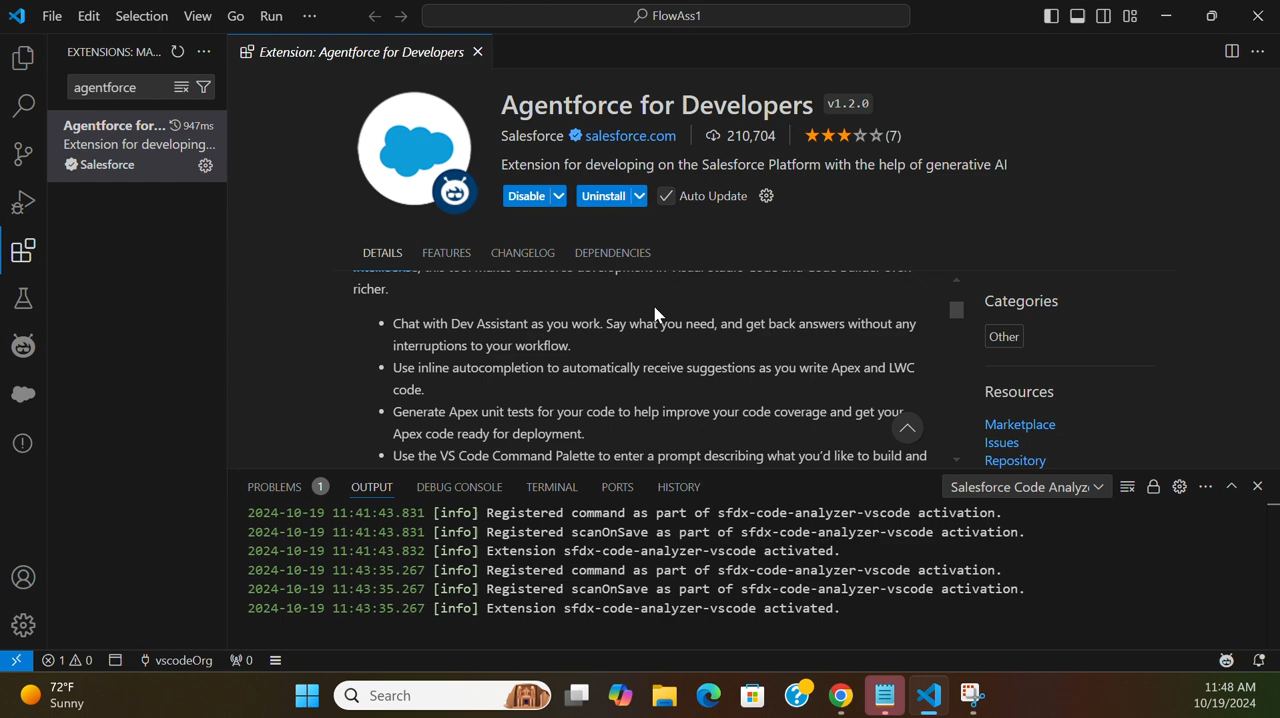 File Edit Selection View Go Run ··· FlowAss1
EXTENSIONS: MA...
agentforce
Agentforce for... 947ms
Extension for developing...
Salesforce
Extension: Agentforce for Developers
Agentforce for Developers v1.2.0
Salesforce salesforce.com 210,704 (7)
Extension for developing on the Salesforce Platform with the help of generative AI
Disable Uninstall Auto Update
DETAILS FEATURES CHANGELOG DEPENDENCIES
richer.
• Chat with Dev Assistant as you work. Say what you need, and get back answers without any
interruptions to your workflow.
• Use inline autocompletion to automatically receive suggestions as you write Apex and LWC
code.
• Generate Apex unit tests for your code to help improve your code coverage and get your
Apex code ready for deployment.
• Use the VS Code Command Palette to enter a prompt describing what you'd like to build and
Categories
Other
Resources
Marketplace
Issues
Repository
PROBLEMS 1 OUTPUT DEBUG CONSOLE TERMINAL PORTS HISTORY Salesforce Code Analyz
2024-10-19 11:41:43.831 [info] Registered command as part of sfdx-code-analyzer-vscode activation.
2024-10-19 11:41:43.831 [info] Registered scanOnSave as part of sfdx-code-analyzer-vscode activation.
2024-10-19 11:41:43.832 [info] Extension sfdx-code-analyzer-vscode activated.
2024-10-19 11:43:35.267 [info] Registered command as part of sfdx-code-analyzer-vscode activation.
2024-10-19 11:43:35.267 [info] Registered scanOnSave as part of sfdx-code-analyzer-vscode activation.
2024-10-19 11:43:35.267 [info] Extension sfdx-code-analyzer-vscode activated.
1 0 vscodeOrg 0
72°F
Sunny
Search
11:48 AM
10/19/2024